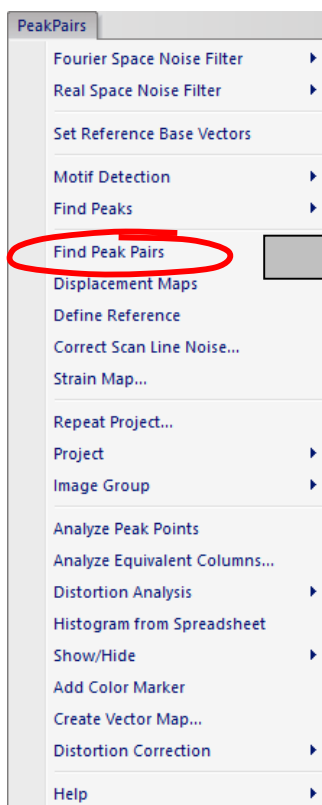 PeakPairs
Fourier Space Noise Filter
Real Space Noise Filter
Set Reference Base Vectors
Motif Detection
Find Peaks
Find Peak Pairs
Displacement Maps
Define Reference
Correct Scan Line Noise...
Strain Map...
Repeat Project...
Project
Image Group
Analyze Peak Points
Analyze Equivalent Columns...
Distortion Analysis
Histogram from Spreadsheet
Show/Hide
Add Color Marker
Create Vector Map...
Distortion Correction
Help